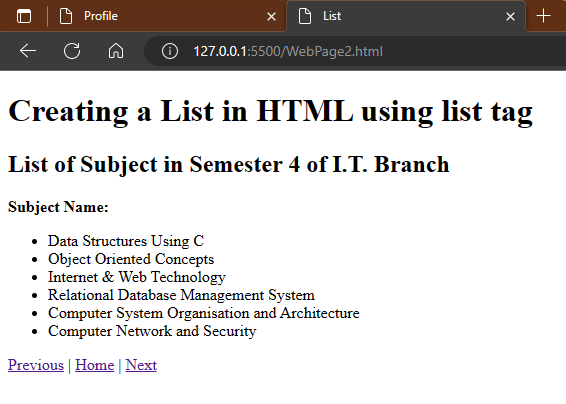 Profile
List
127.0.0.1:5500/WebPage2.html
Creating a List in HTML using list tag
List of Subject in Semester 4 of I.T. Branch
Subject Name:
Data Structures Using C
Object Oriented Concepts
Internet & Web Technology
Relational Database Management System
Computer System Organisation and Architecture
Computer Network and Security
Previous | Home | Next